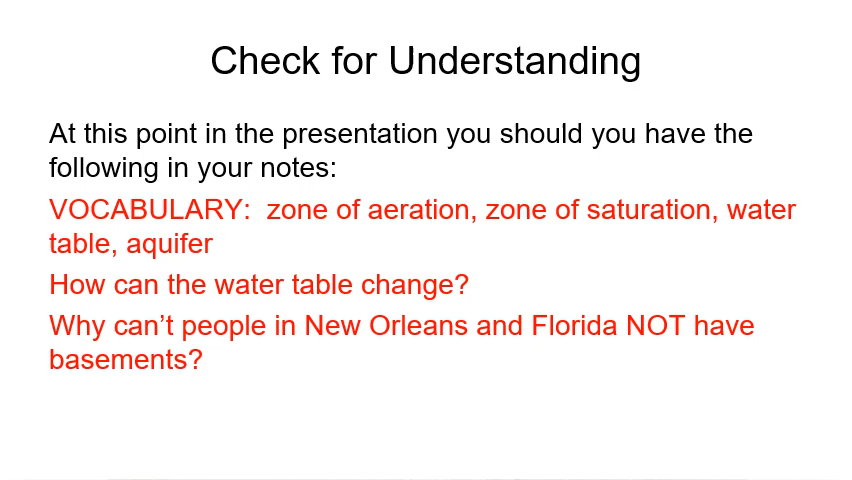 Check for Understanding
At this point in the presentation you should you have the
following in your notes:
VOCABULARY:  zone of aeration, zone of saturation, water
table, aquifer
How can the water table change?
Why can’t people in New Orleans and Florida NOT have
basements?